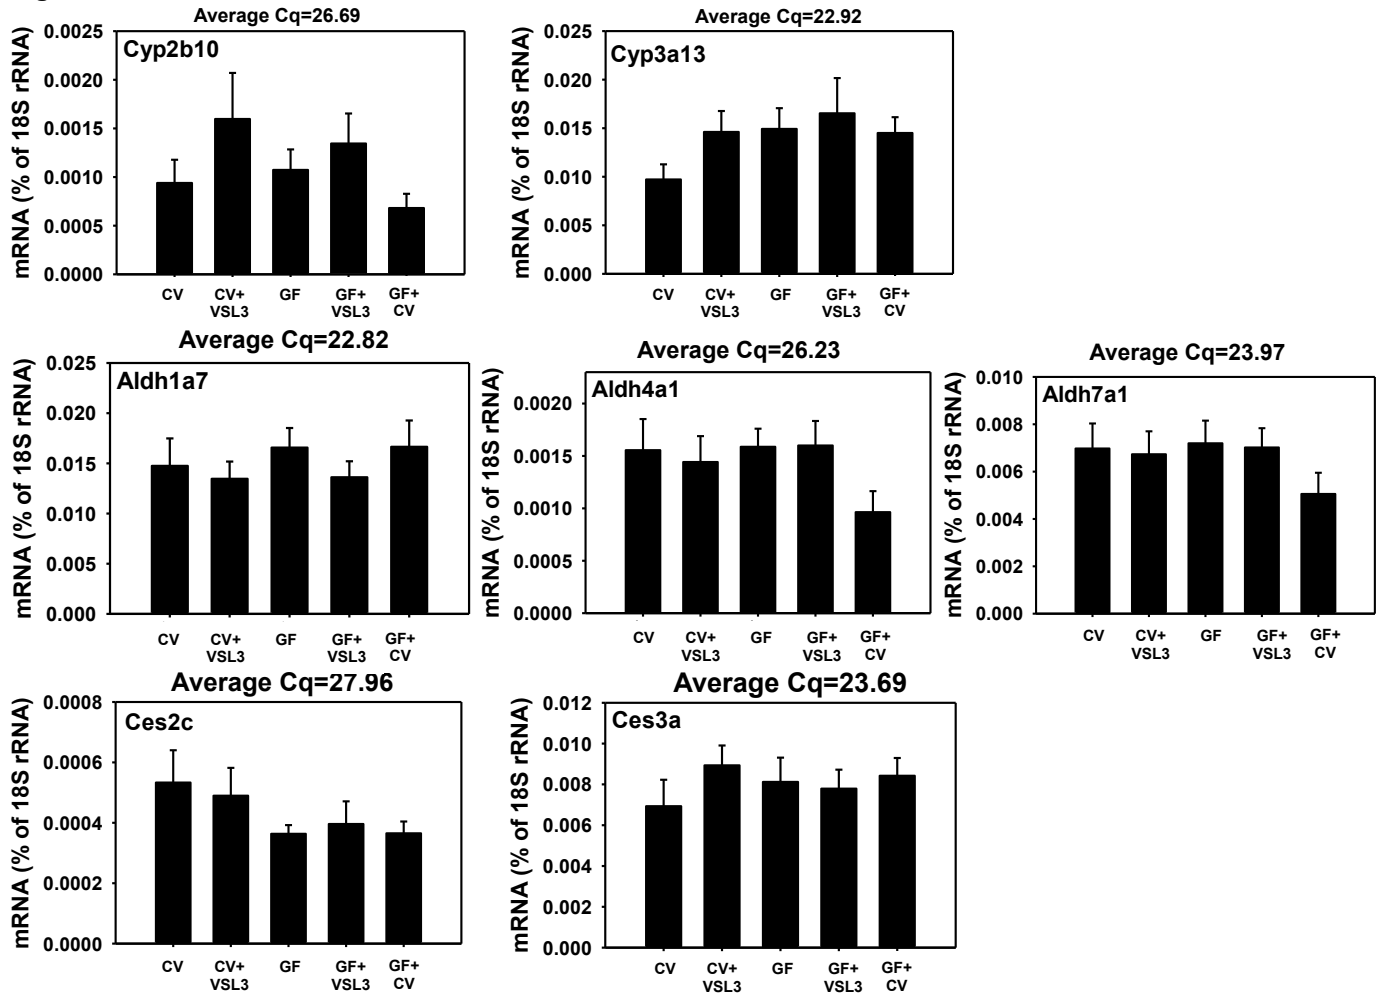 Average Cq=26.69
Cyp2b10
mRNA (% of 18S rRNA)
0.0025
0.0020
0.0015
0.0010
0.0005
0.0000
CV CV+ GF GF+ GF+
VSL3 VSL3 CV
Average Cq=22.92
Cyp3a13
mRNA (% of 18S rRNA)
0.025
0.020
0.015
0.010
0.005
0.000
CV CV+ GF GF+ GF+
VSL3 VSL3 CV
Average Cq=22.82
Aldh1a7
mRNA (% of 18S rRNA)
0.025
0.020
0.015
0.010
0.005
0.000
CV CV+ GF GF+ GF+
VSL3 VSL3 CV
Average Cq=26.23
Aldh4a1
mRNA (% of 18S rRNA)
0.0020
0.0015
0.0010
0.0005
0.0000
CV CV+ GF GF+ GF+
VSL3 VSL3 CV
Average Cq=23.97
Aldh7a1
mRNA (% of 18S rRNA)
0.010
0.008
0.006
0.004
0.002
0.000
CV CV+ GF GF+ GF+
VSL3 VSL3 CV
Average Cq=27.96
Ces2c
mRNA (% of 18S rRNA)
0.0008
0.0006
0.0004
0.0002
0.0000
CV CV+ GF GF+ GF+
VSL3 VSL3 CV
Average Cq=23.69
Ces3a
mRNA (% of 18S rRNA)
0.012
0.010
0.008
0.006
0.004
0.002
0.000
CV CV+ GF GF+ GF+
VSL3 VSL3 CV